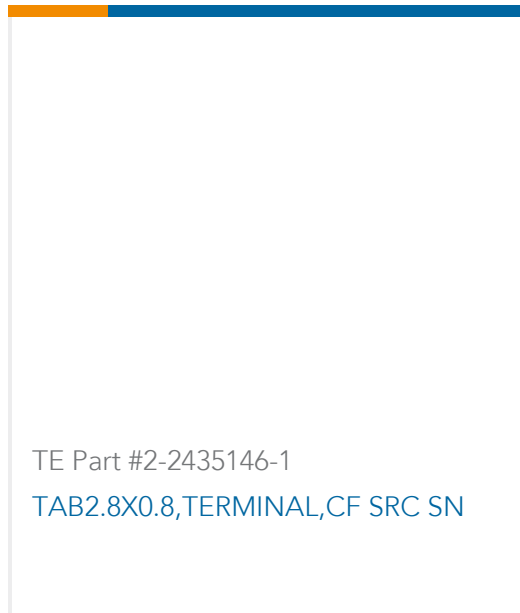 TE Part #2-2435146-1
TAB2.8X0.8,TERMINAL,CF SRC SN